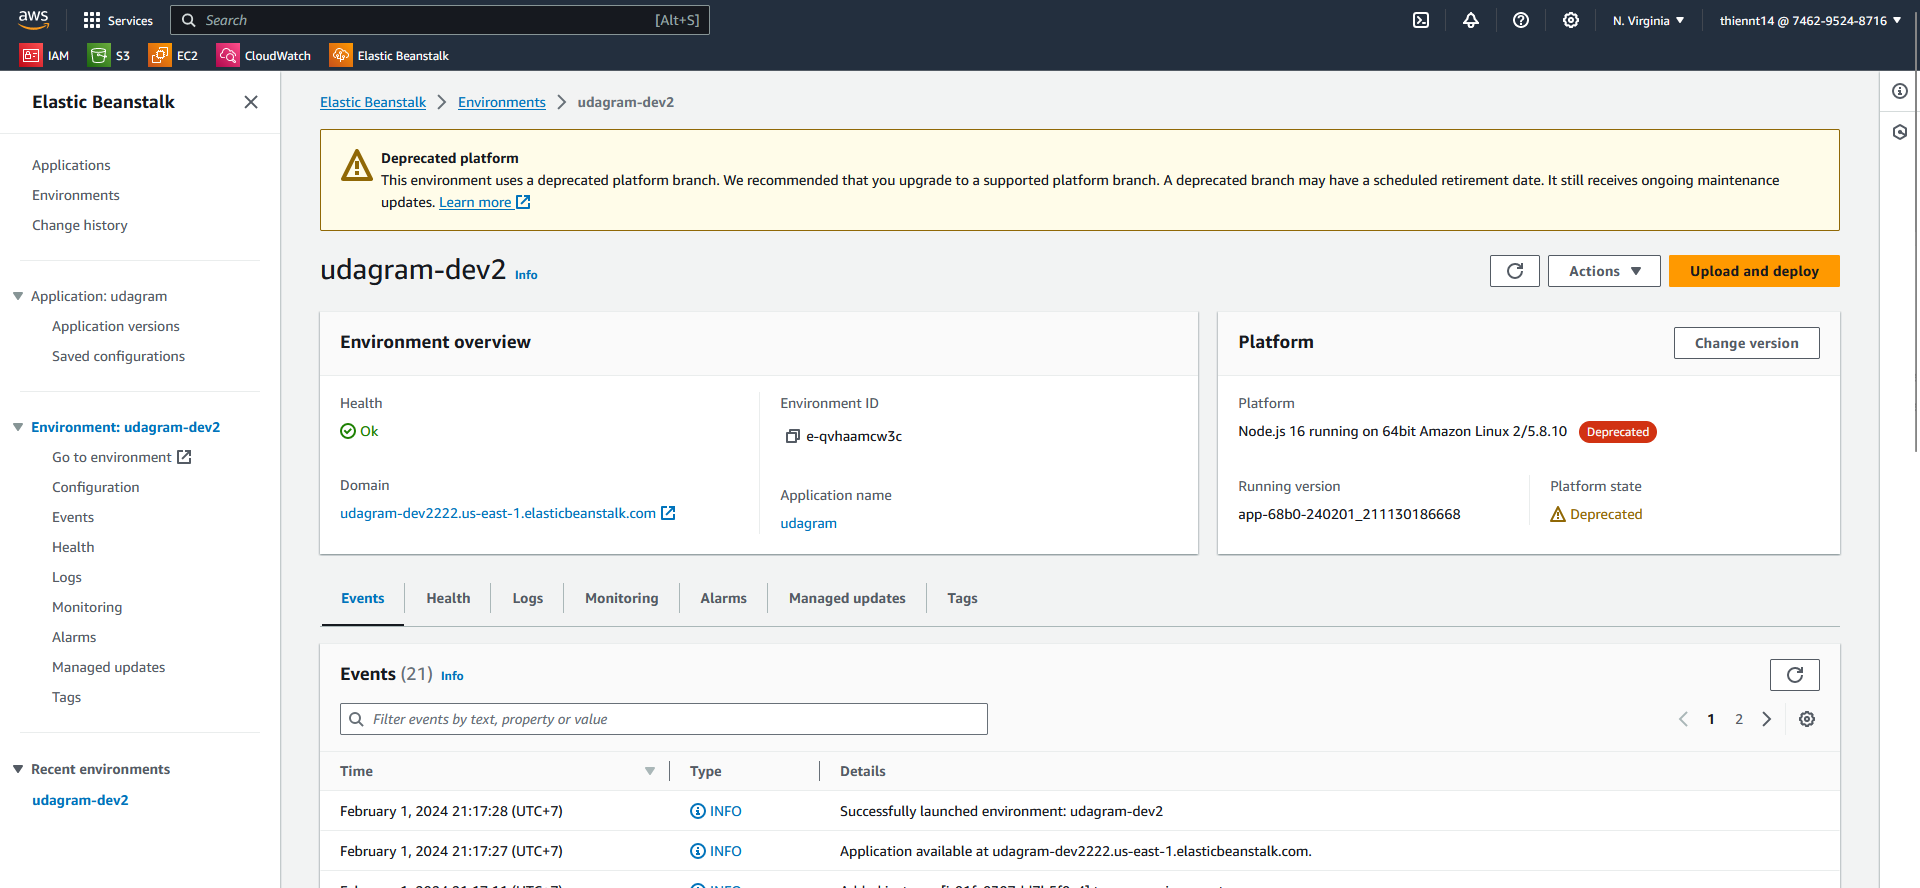 aws
Services
Search [Alt+S]
N. Virginia
thiennt14 @ 7462-9524-8716
IAM
S3
EC2
CloudWatch
Elastic Beanstalk
Elastic Beanstalk
Applications
Environments
Change history
Application: udagram
Application versions
Saved configurations
Environment: udagram-dev2
Go to environment
Configuration
Events
Health
Logs
Monitoring
Alarms
Managed updates
Tags
Recent environments
udagram-dev2
Elastic Beanstalk > Environments > udagram-dev2
Deprecated platform
This environment uses a deprecated platform branch. We recommended that you upgrade to a supported platform branch. A deprecated branch may have a scheduled retirement date. It still receives ongoing maintenance
updates. Learn more
udagram-dev2 Info
Actions
Upload and deploy
Environment overview
Health
Ok
Domain
udagram-dev2222.us-east-1.elasticbeanstalk.com
Environment ID
e-qvhaamcw3c
Application name
udagram
Platform
Change version
Platform
Node.js 16 running on 64bit Amazon Linux 2/5.8.10 Deprecated
Running version
app-68b0-240201_211130186668
Platform state
Deprecated
Events
Health
Logs
Monitoring
Alarms
Managed updates
Tags
Events (21) Info
Filter events by text, property or value
1 2
Time Type Details
February 1, 2024 21:17:28 (UTC+7) INFO Successfully launched environment: udagram-dev2
February 1, 2024 21:17:27 (UTC+7) INFO Application available at udagram-dev2222.us-east-1.elasticbeanstalk.com.